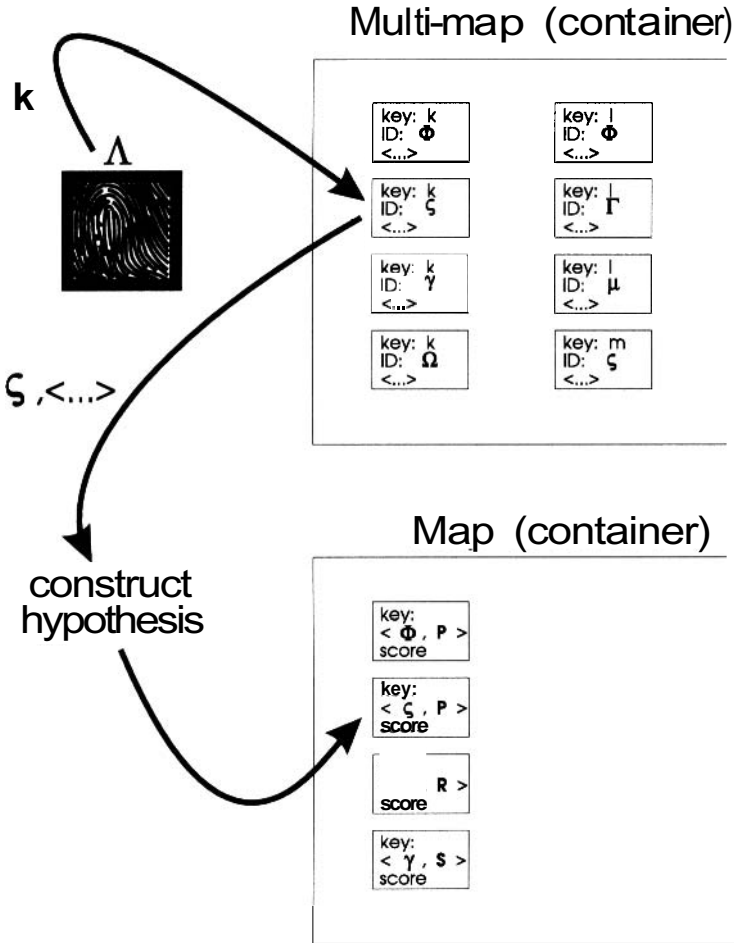 Multi-map (container)
k
Λ
key: k
ID: Φ
<...>
key: l
ID: Φ
<...>
key: k
ID: ς
<...>
key: l
ID: Γ
<...>
key: k
ID: γ
<...>
key: l
ID: μ
<...>
key: k
ID: Ω
<...>
key: m
ID: ς
<...>
ς ,<...>
construct
hypothesis
Map (container)
key:
< Φ , P >
score
key:
< ς , P >
score
R >
score
key:
< γ , S >
score